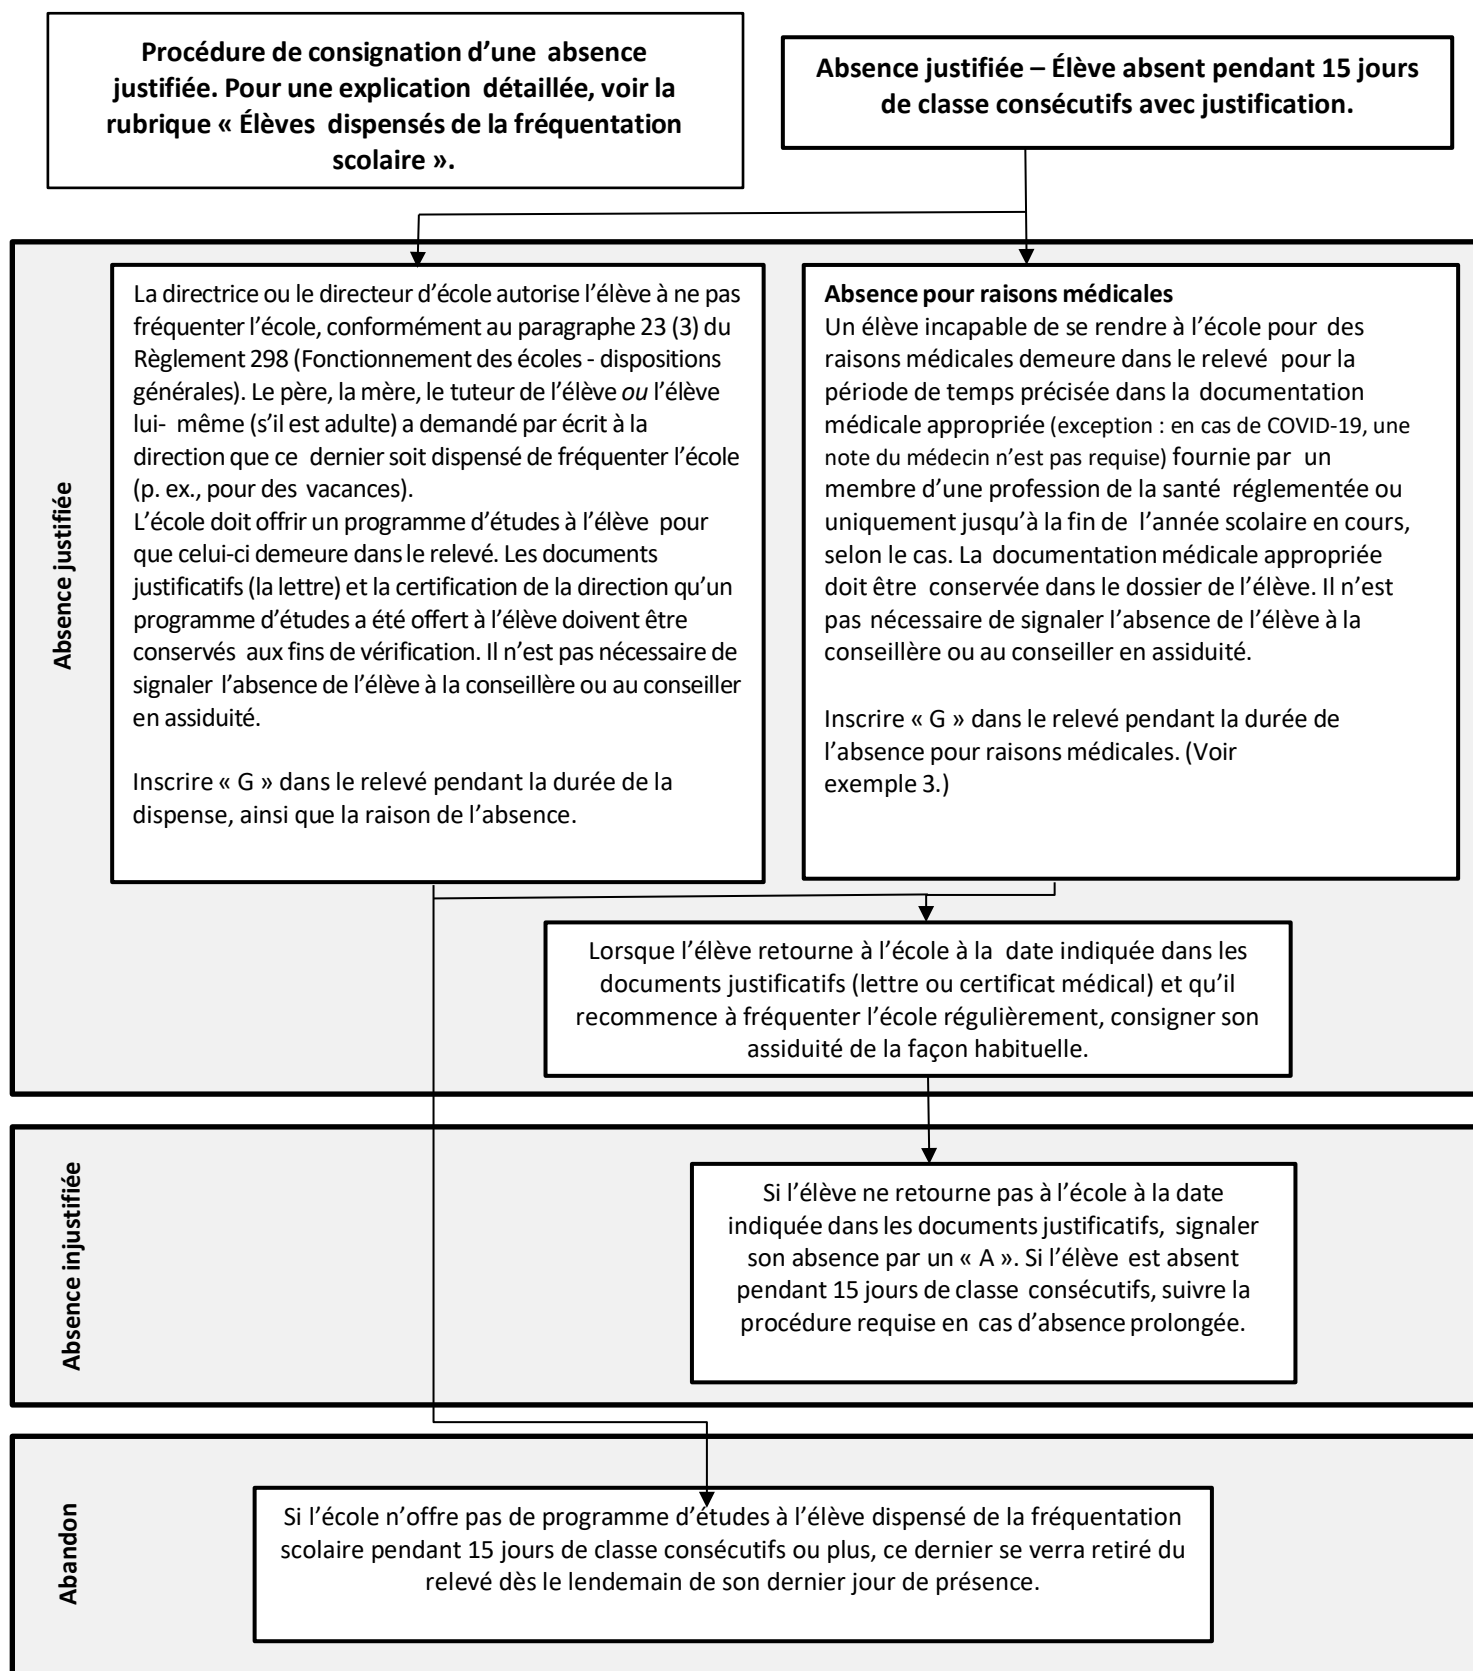 Procédure de consignation d’une absence
justifiée. Pour une explication détaillée, voir la
rubrique « Élèves dispensés de la fréquentation
scolaire ».
Absence justifiée – Élève absent pendant 15 jours
de classe consécutifs avec justification.
Absence justifiée
La directrice ou le directeur d’école autorise l’élève à ne pas
fréquenter l’école, conformément au paragraphe 23 (3) du
Règlement 298 (Fonctionnement des écoles - dispositions
générales). Le père, la mère, le tuteur de l’élève ou l’élève
lui- même (s’il est adulte) a demandé par écrit à la
direction que ce dernier soit dispensé de fréquenter l’école
(p. ex., pour des vacances).
L’école doit offrir un programme d’études à l’élève pour
que celui-ci demeure dans le relevé. Les documents
justificatifs (la lettre) et la certification de la direction qu’un
programme d’études a été offert à l’élève doivent être
conservés aux fins de vérification. Il n’est pas nécessaire de
signaler l’absence de l’élève à la conseillère ou au conseiller
en assiduité.
Inscrire « G » dans le relevé pendant la durée de la
dispense, ainsi que la raison de l’absence.
Absence pour raisons médicales
Un élève incapable de se rendre à l’école pour des
raisons médicales demeure dans le relevé pour la
période de temps précisée dans la documentation
médicale appropriée (exception : en cas de COVID-19, une
note du médecin n’est pas requise) fournie par un
membre d’une profession de la santé réglementée ou
uniquement jusqu’à la fin de l’année scolaire en cours,
selon le cas. La documentation médicale appropriée
doit être conservée dans le dossier de l’élève. Il n’est
pas nécessaire de signaler l’absence de l’élève à la
conseillère ou au conseiller en assiduité.
Inscrire « G » dans le relevé pendant la durée de
l’absence pour raisons médicales. (Voir
exemple 3.)
Lorsque l’élève retourne à l’école à la date indiquée dans les
documents justificatifs (lettre ou certificat médical) et qu’il
recommence à fréquenter l’école régulièrement, consigner son
assiduité de la façon habituelle.
Absence injustifiée
Si l’élève ne retourne pas à l’école à la date
indiquée dans les documents justificatifs, signaler
son absence par un « A ». Si l’élève est absent
pendant 15 jours de classe consécutifs, suivre la
procédure requise en cas d’absence prolongée.
Abandon
Si l’école n’offre pas de programme d’études à l’élève dispensé de la fréquentation
scolaire pendant 15 jours de classe consécutifs ou plus, ce dernier se verra retiré du
relevé dès le lendemain de son dernier jour de présence.